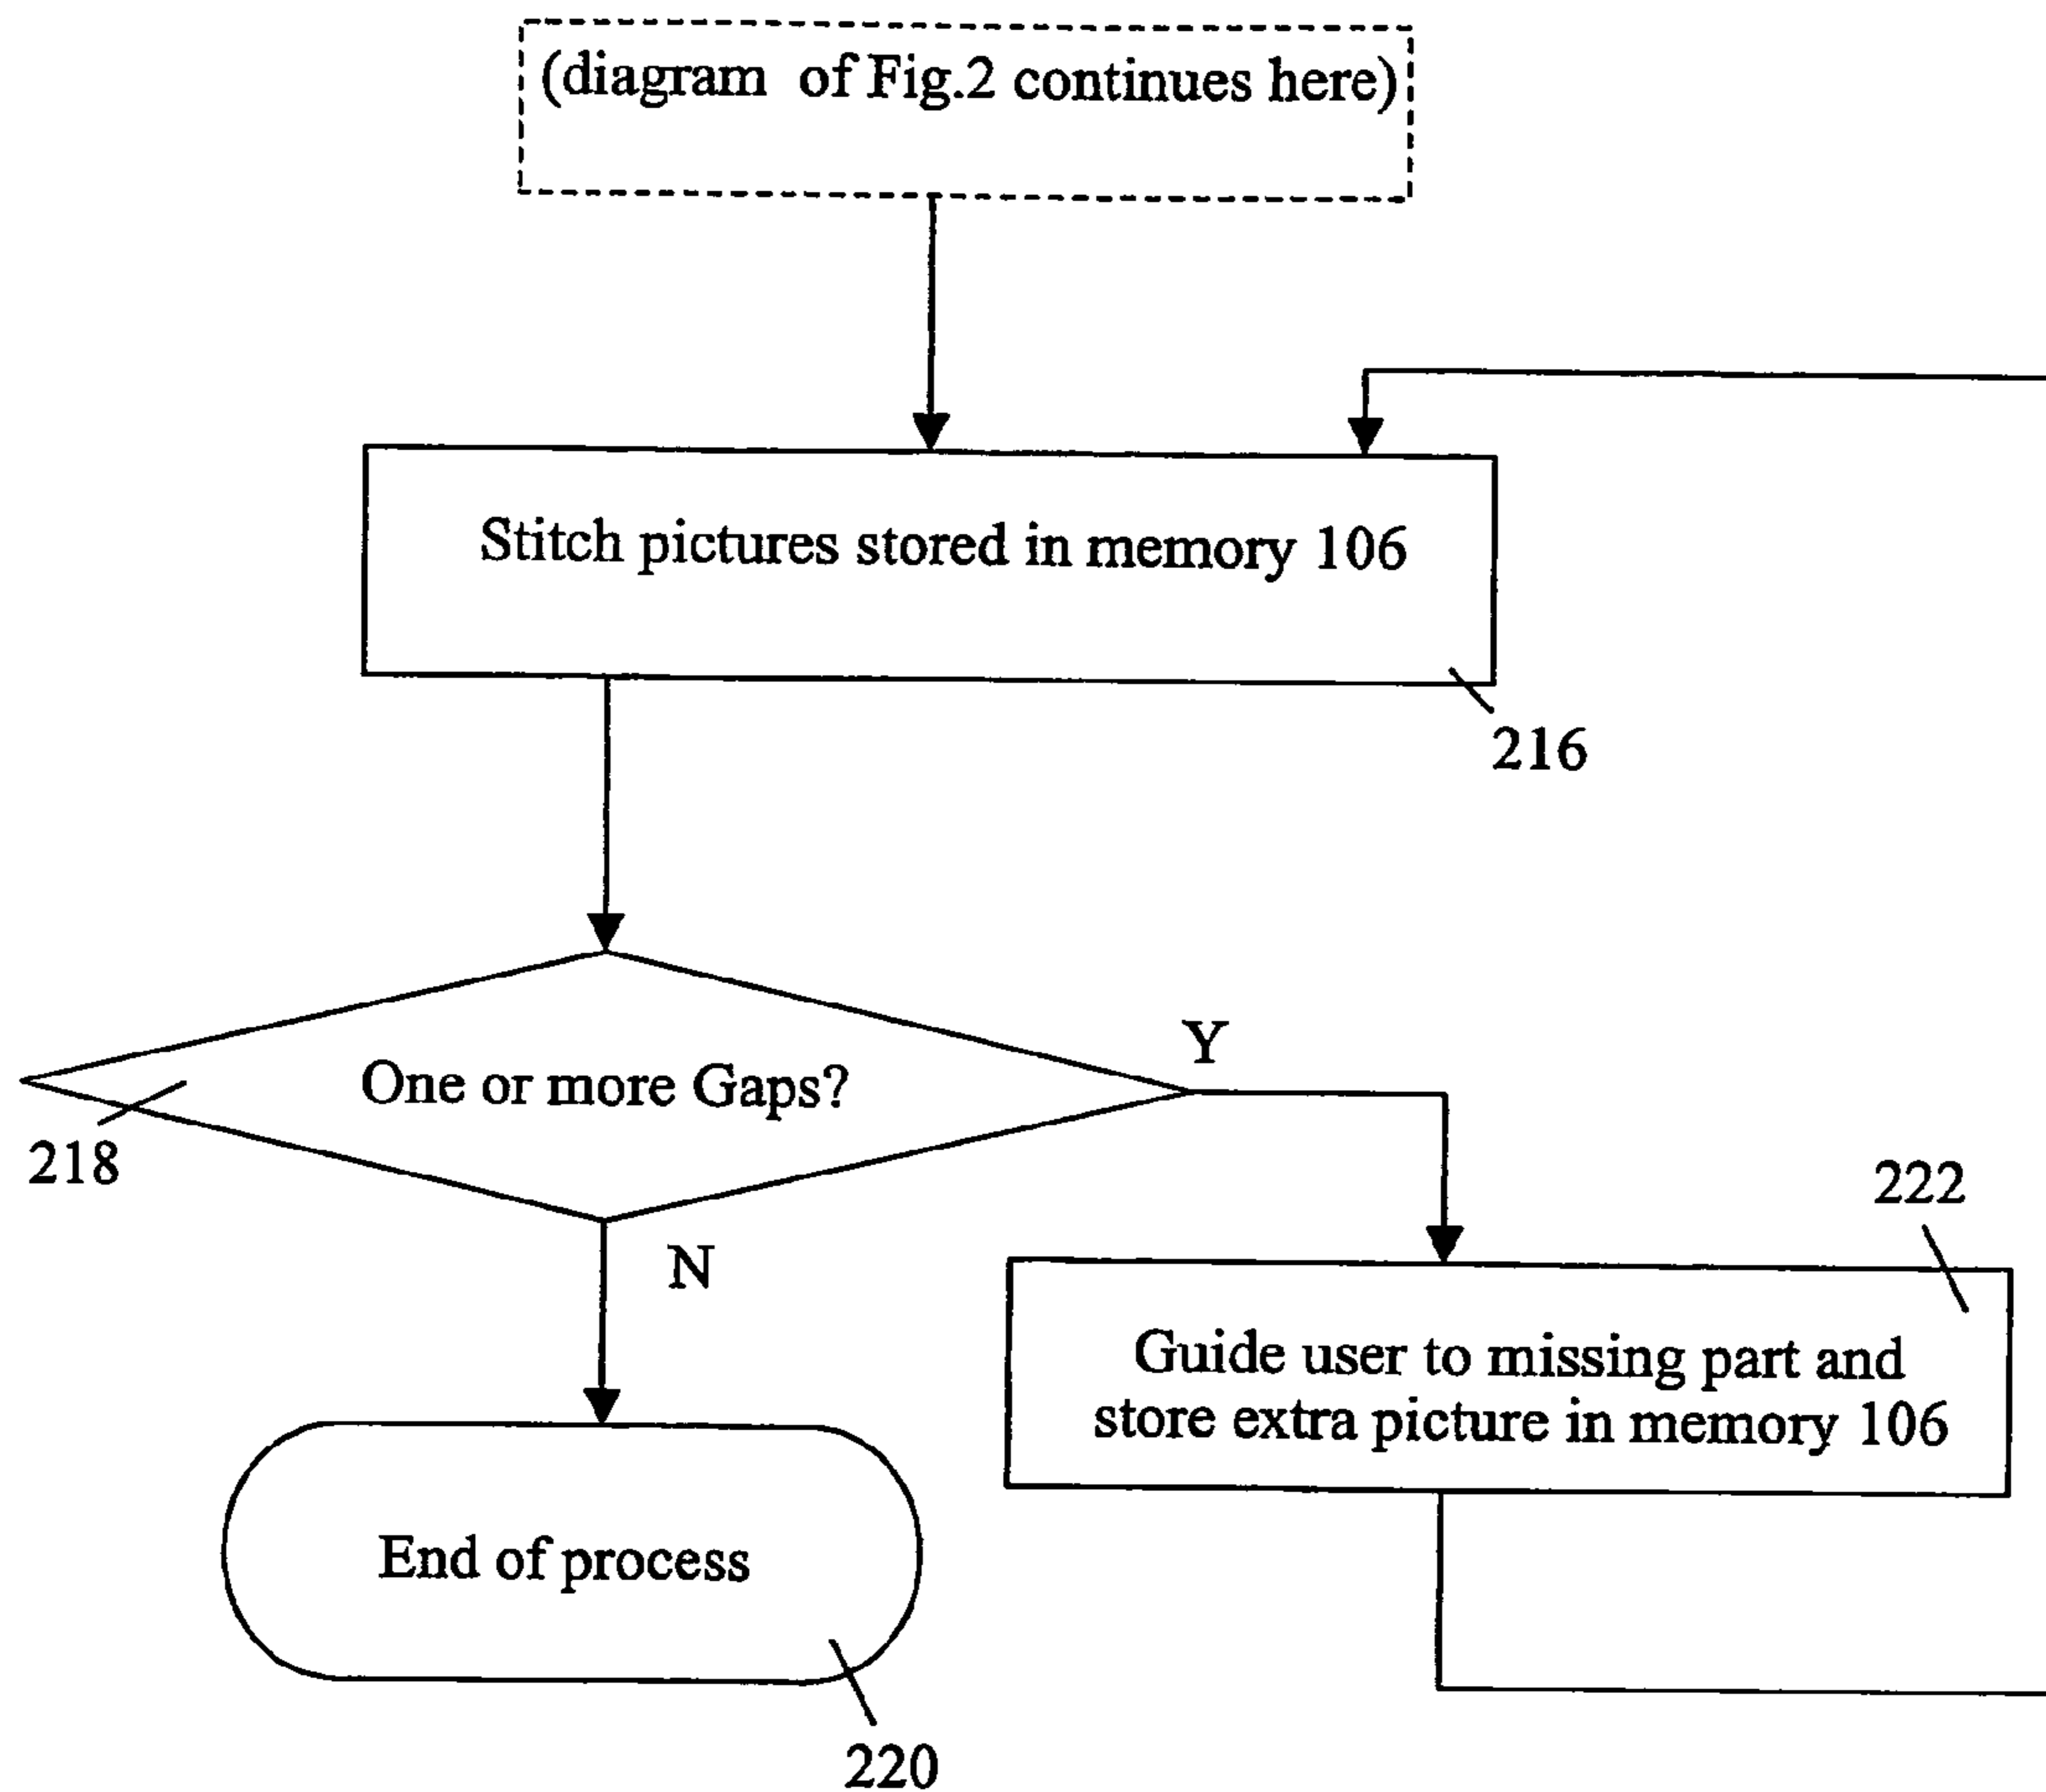 (diagram of Fig.2 continues here)
Stitch pictures stored in memory 106
216
One or more Gaps?
Y
218
N
222
Guide user to missing part and
store extra picture in memory 106
End of process
220